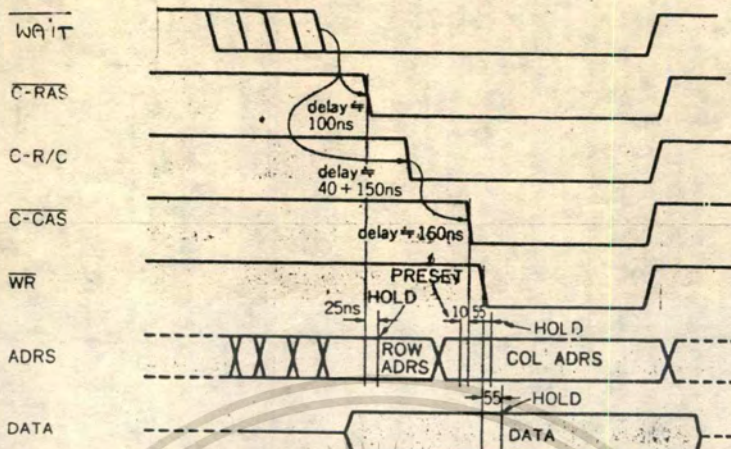 WAIT
C-RAS
delay ≒
100ns
C-R/C
delay ≒
40 + 150ns
C-CAS
delay ≒ 160ns
WR
PRESET
25ns HOLD 10 55 HOLD
ADRS
ROW
ADRS
COL ADRS
55 HOLD
DATA
DATA